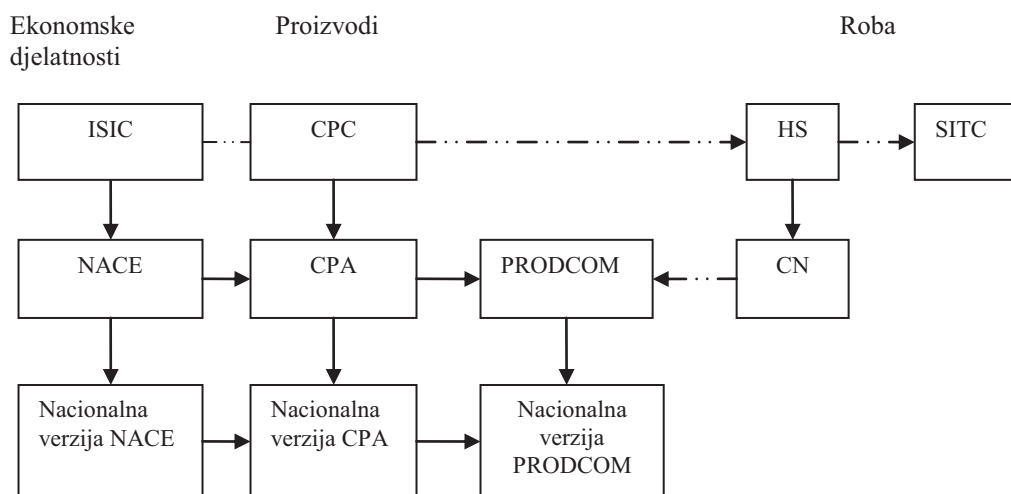 Ekonomske
djelatnosti
Proizvodi
Roba
ISIC
CPC
HS
SITC
NACE
CPA
PRODCOM
CN
Nacionalna
verzija NACE
Nacionalna
verzija CPA
Nacionalna
verzija
PRODCOM